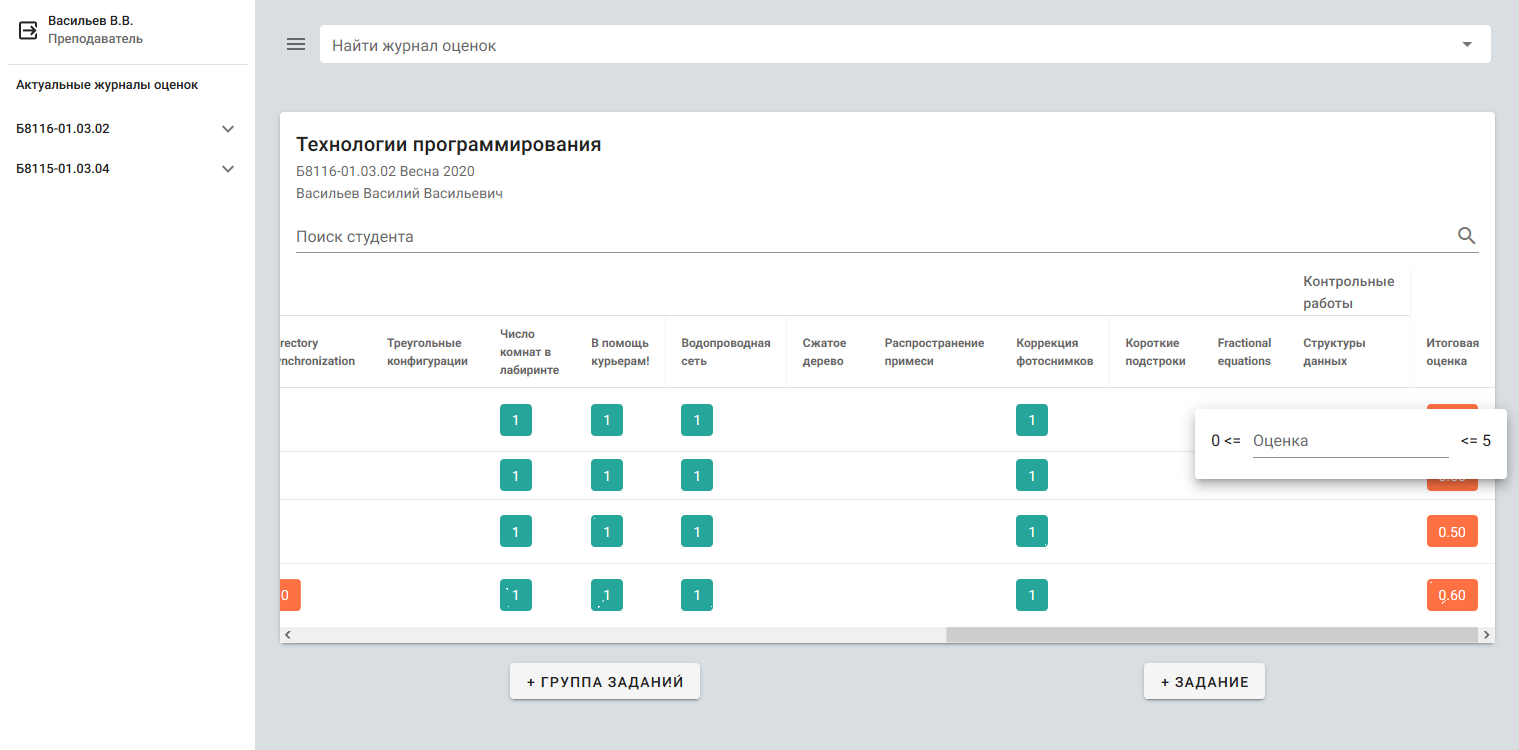 Васильев В.В.
Преподаватель
Актуальные журналы оценок
Б8116-01.03.02
Б8115-01.03.04
Найти журнал оценок
Технологии программирования
Б8116-01.03.02 Весна 2020
Васильев Василий Васильевич
Поиск студента
Контрольные
работы
rectory
nchronization
Треугольные
конфигурации
Число
комнат в
лабиринте
В помощь
курьерам!
Водопроводная
сеть
Сжатое
дерево
Распространение
примеси
Коррекция
фотоснимков
Короткие
подстроки
Fractional
equations
Структуры
данных
Итоговая
оценка
1 1 1 1
0 <= Оценка <= 5
1 1 1 1
1 1 1 1 0.50
0 1 1 1 1 0.60
+ ГРУППА ЗАДАНИЙ
+ ЗАДАНИЕ